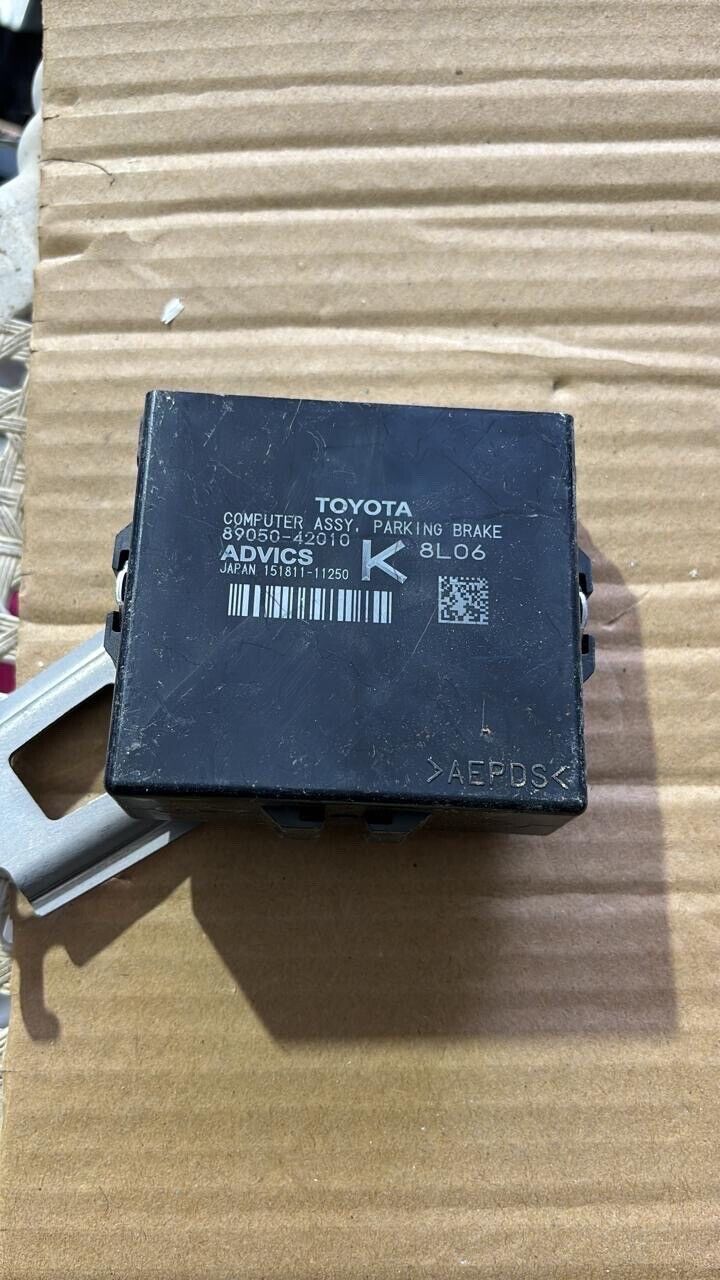 TOYOTA
COMPUTER ASSY, PARKING BRAKE
89050-42010
ADVICS K 8L06
JAPAN 151811-11250
>AEPDS<